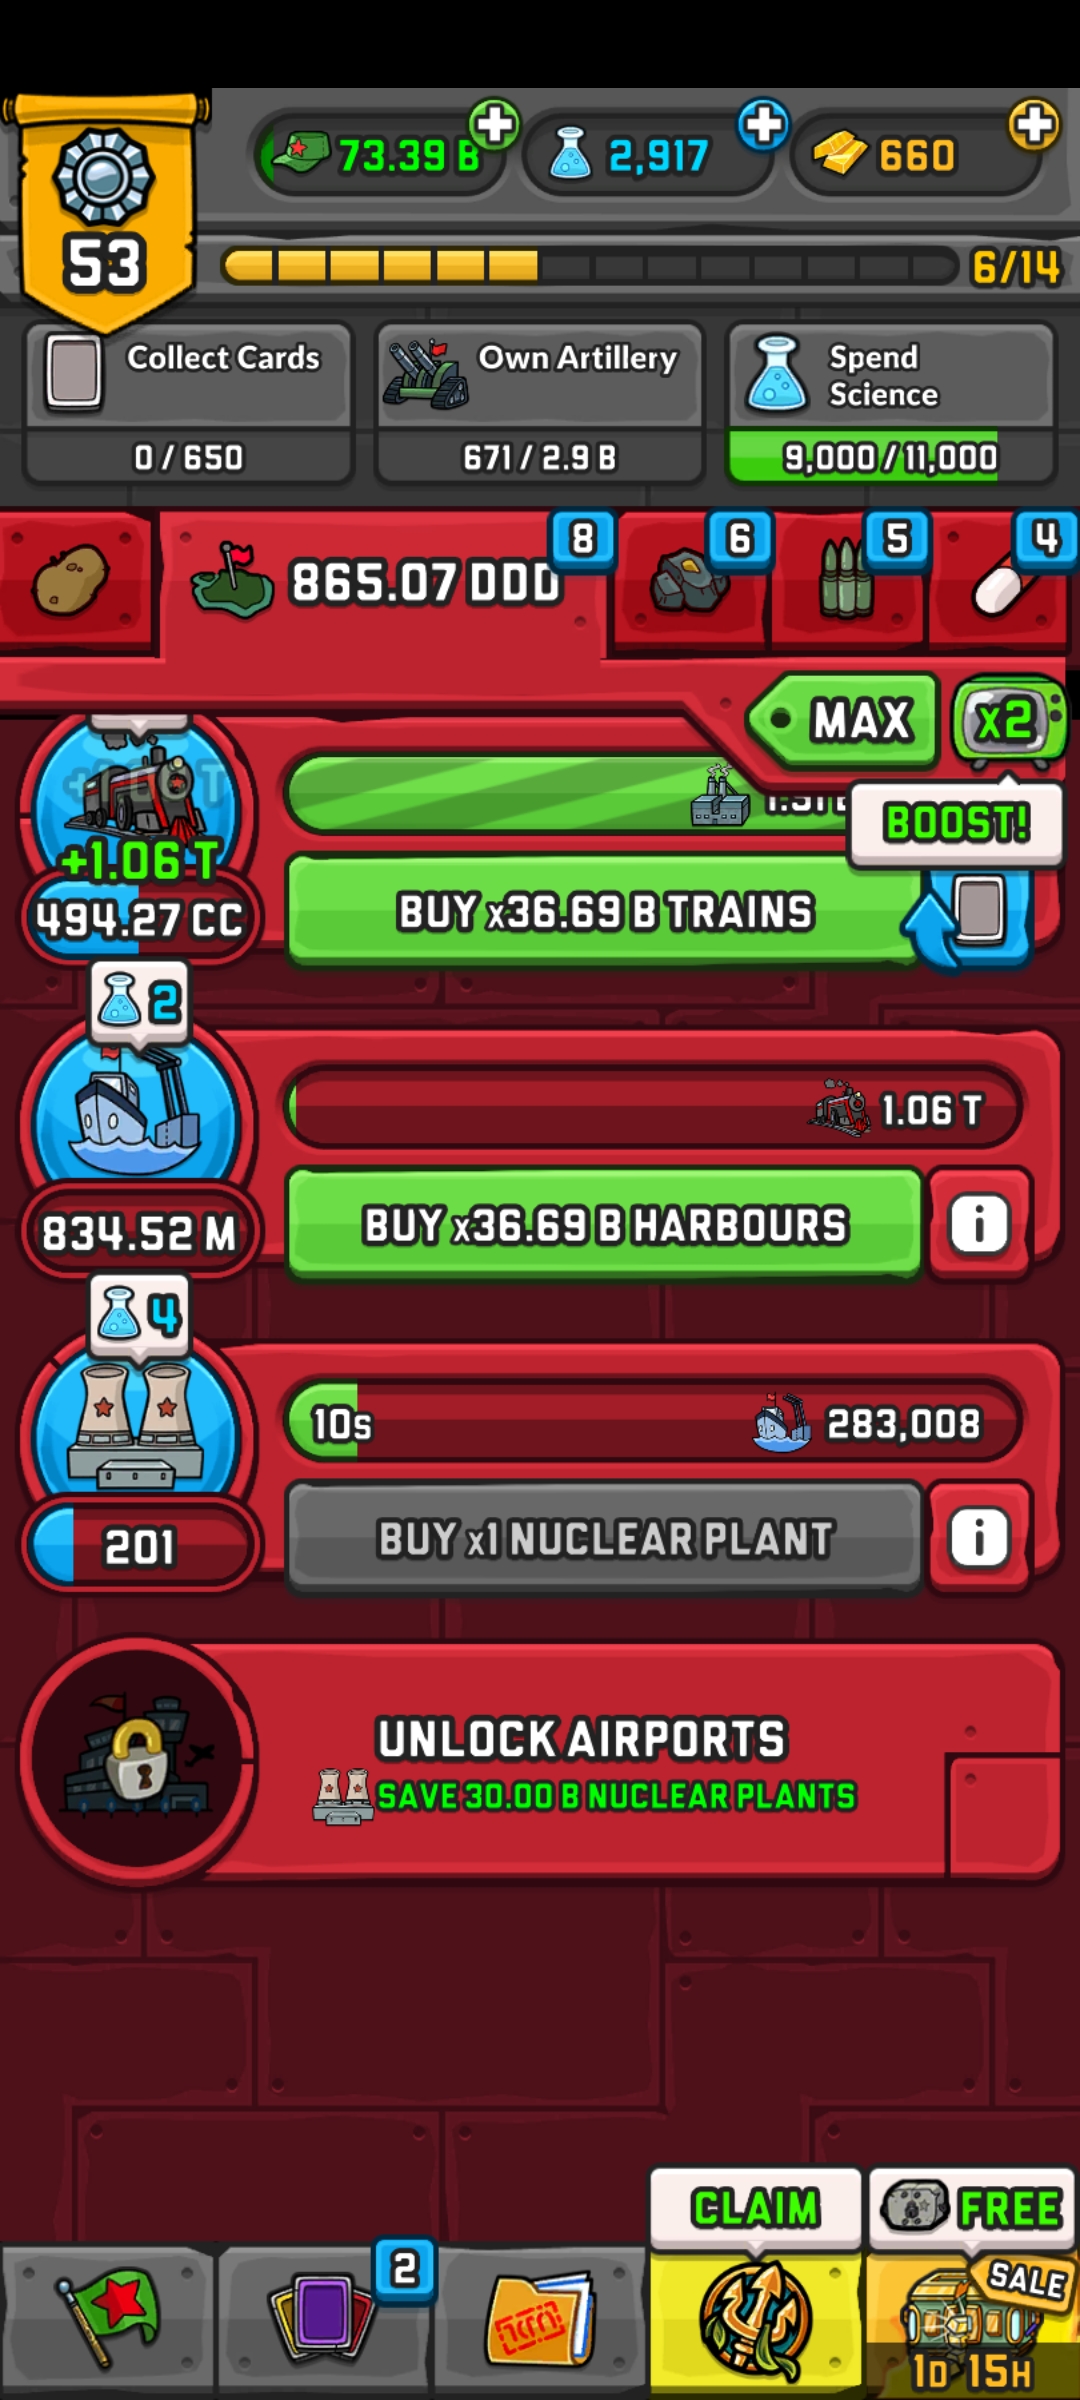 53
73.39 B
2,917
660
6/14
Collect Cards
0 / 650
Own Artillery
671 / 2.9 B
Spend
Science
9,000 / 11,000
865.07 DDD
8
6
5
4
MAX
x2
BOOST!
+1.06 T
494.27 CC
BUY x36.69 B TRAINS
2
1.06 T
834.52 M
BUY x36.69 B HARBOURS
i
4
10s
283,008
201
BUY x1 NUCLEAR PLANT
i
UNLOCK AIRPORTS
SAVE 30.00 B NUCLEAR PLANTS
CLAIM
FREE
2
SALE
1D 15H